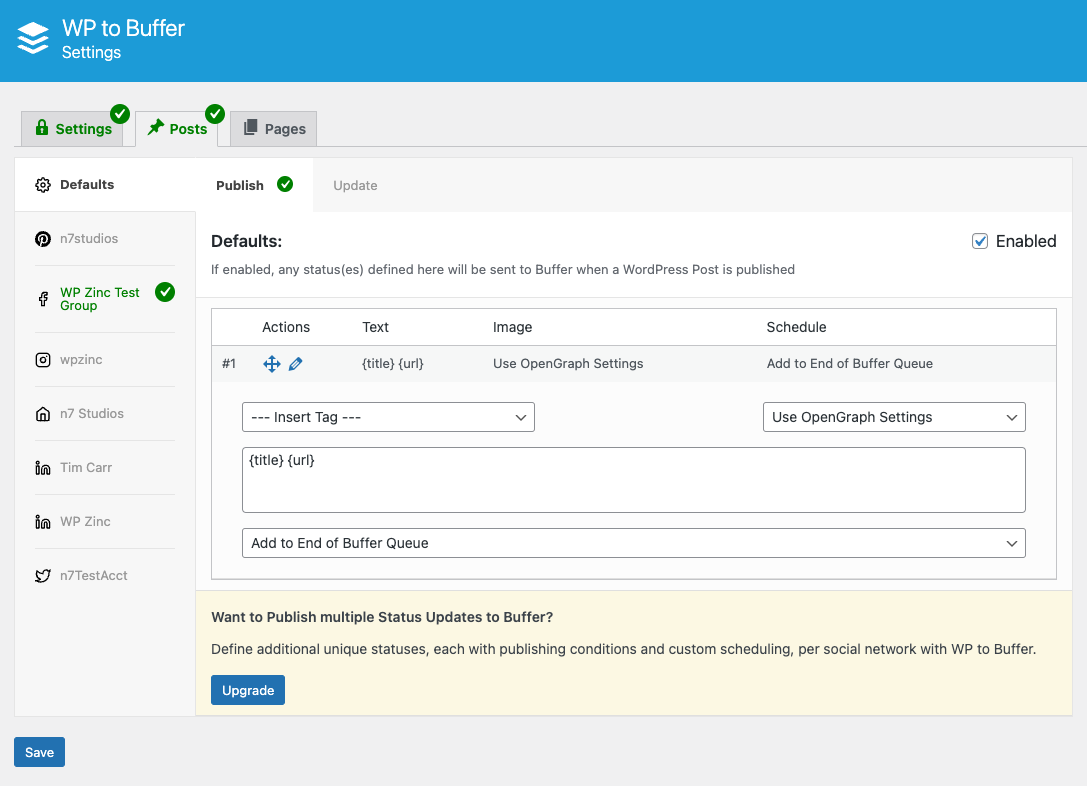 WP to Buffer
Settings
Settings
Posts
Pages
Defaults
Publish
Update
n7studios
WP Zinc Test
Group
wpzinc
n7 Studios
Tim Carr
WP Zinc
n7TestAcct
Defaults:
Enabled
If enabled, any status(es) defined here will be sent to Buffer when a WordPress Post is published
Actions Text Image Schedule
#1 {title} {url} Use OpenGraph Settings Add to End of Buffer Queue
--- Insert Tag ---
Use OpenGraph Settings
{title} {url}
Add to End of Buffer Queue
Want to Publish multiple Status Updates to Buffer?
Define additional unique statuses, each with publishing conditions and custom scheduling, per social network with WP to Buffer.
Upgrade
Save